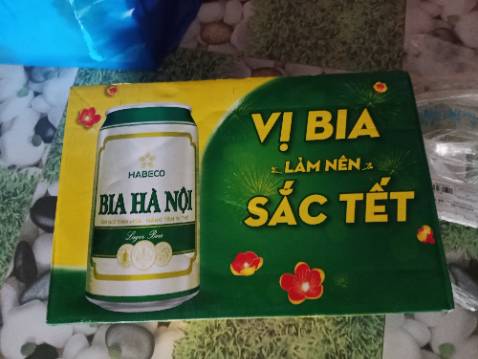 HABECO
BIA HÀ NỘI
Lager Beer
VỊ BIA
LÀM NÊN
SẮC TẾT